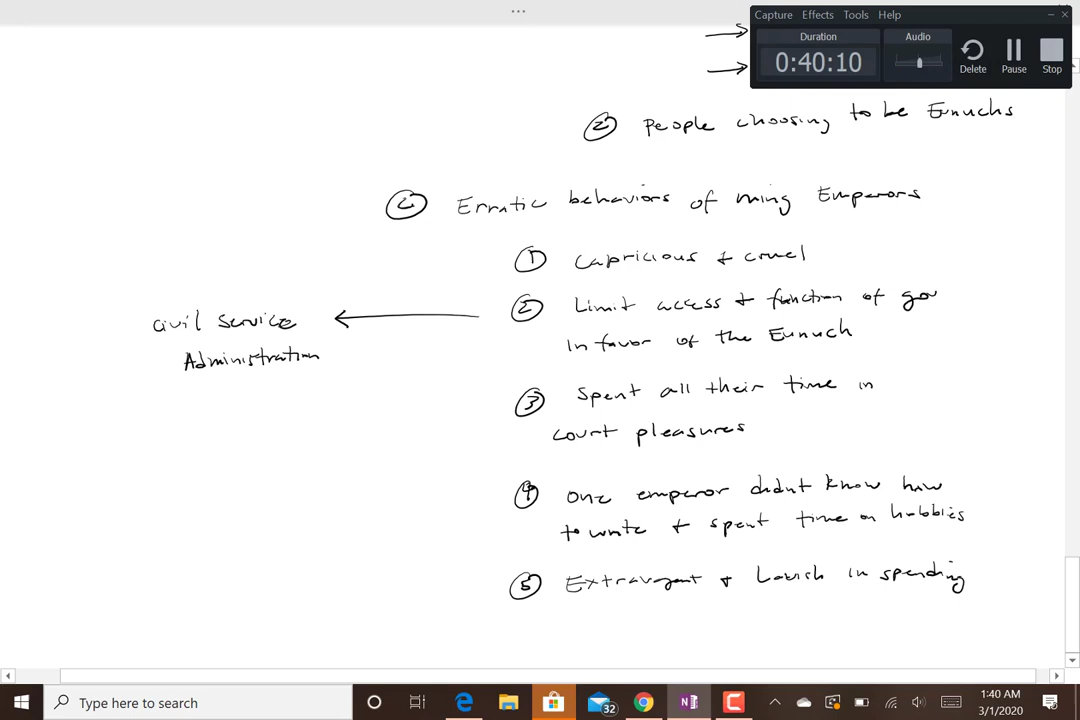 Capture Effects Tools Help
Duration Audio
0:40:10
Delete Pause Stop
② People choosing to be Eunuchs
Erratic behaviors of ming Emperors
① Capricious + cruel
② Limit access + function of gov
in favor of the Eunuch
civil service
Administration
③ Spent all their time in
court pleasures
④ One emperor didnt know how
to write + spent time on hobbies
⑤ Extravagent + Lavish in spending
Type here to search
32
1:40 AM
3/1/2020